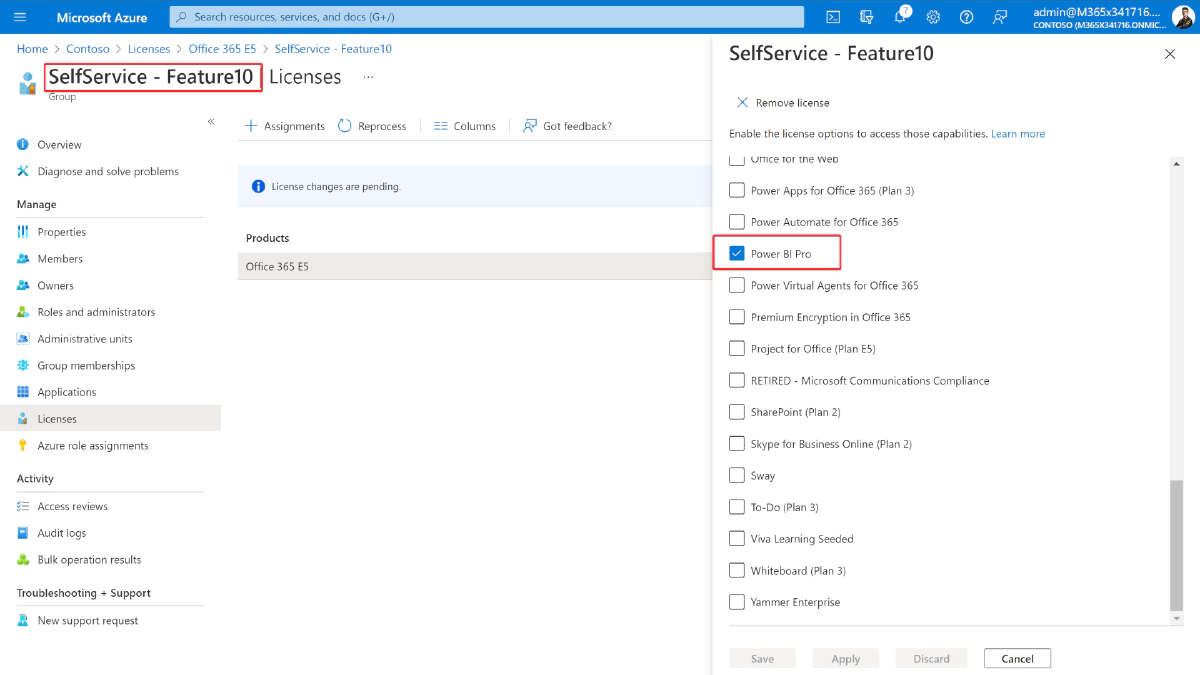 Microsoft Azure
Search resources, services, and docs (G+/)
7
admin@M365x341716....
CONTOSO (M365X341716.ONMIC...
Home > Contoso > Licenses > Office 365 E5 > SelfService - Feature10
SelfService - Feature10 Licenses ...
Group
«
Overview
Diagnose and solve problems
Manage
Properties
Members
Owners
Roles and administrators
Administrative units
Group memberships
Applications
Licenses
Azure role assignments
Activity
Access reviews
Audit logs
Bulk operation results
Troubleshooting + Support
New support request
Assignments
Reprocess
Columns
Got feedback?
License changes are pending.
Products
Office 365 E5
SelfService - Feature10
Remove license
Enable the license options to access those capabilities. Learn more
Office for the Web
Power Apps for Office 365 (Plan 3)
Power Automate for Office 365
Power BI Pro
Power Virtual Agents for Office 365
Premium Encryption in Office 365
Project for Office (Plan E5)
RETIRED - Microsoft Communications Compliance
SharePoint (Plan 2)
Skype for Business Online (Plan 2)
Sway
To-Do (Plan 3)
Viva Learning Seeded
Whiteboard (Plan 3)
Yammer Enterprise
Save
Apply
Discard
Cancel